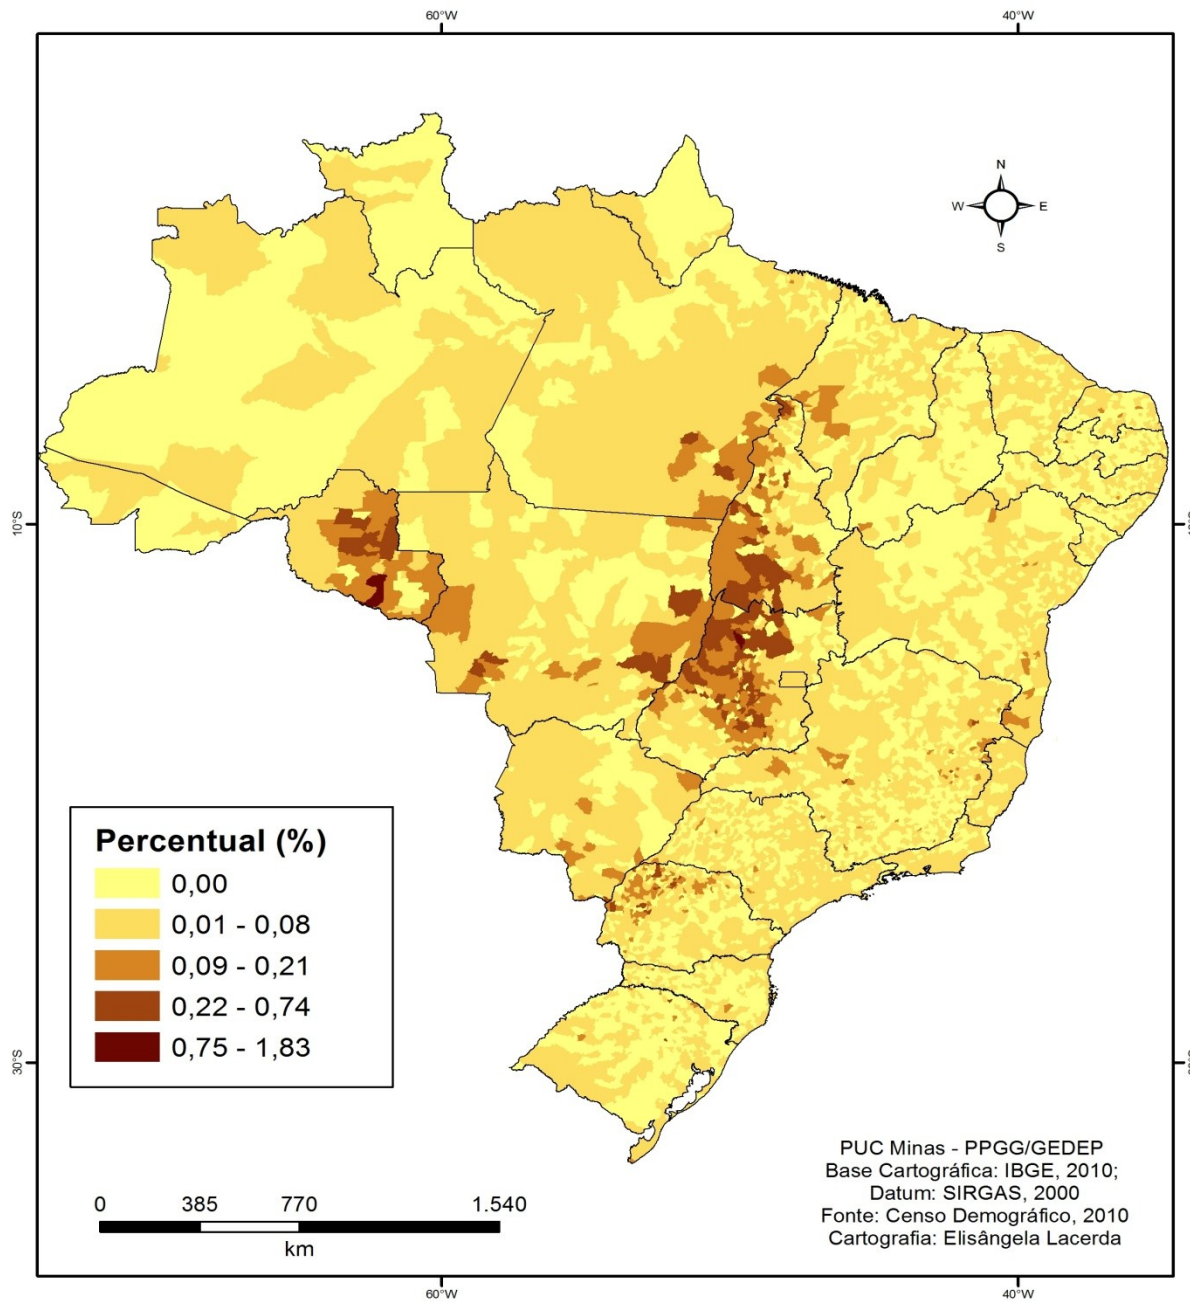 60°W
40°W
N
W
E
S
10°S
30°S
Percentual (%)
0,00
0,01 - 0,08
0,09 - 0,21
0,22 - 0,74
0,75 - 1,83
0
385
770
1.540
km
PUC Minas - PPGG/GEDEP
Base Cartográfica: IBGE, 2010;
Datum: SIRGAS, 2000
Fonte: Censo Demográfico, 2010
Cartografia: Elisângela Lacerda
60°W
40°W